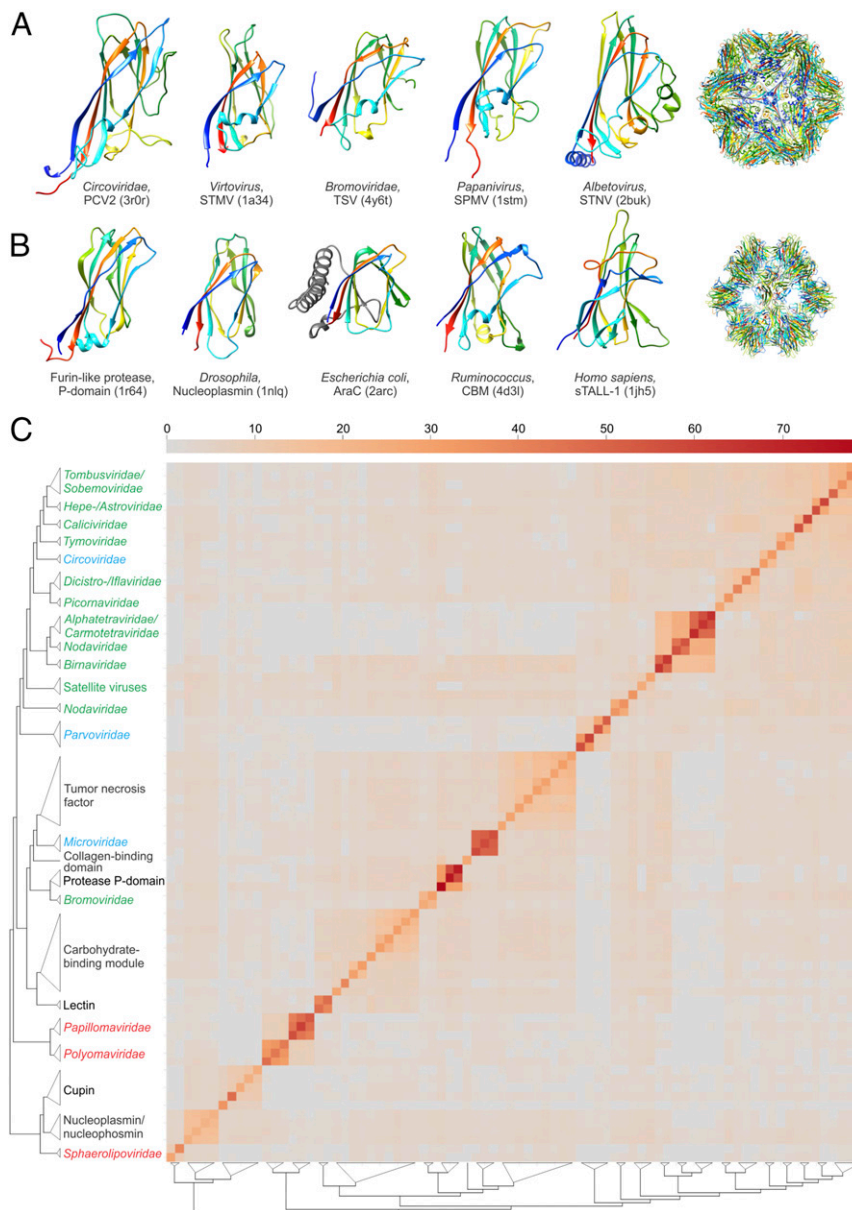 A
Circoviridae,
PCV2 (3r0r)
Virtovirus,
STMV (1a34)
Bromoviridae,
TSV (4y6t)
Papanivirus,
SPMV (1stm)
Albetovirus,
STNV (2buk)
B
Furin-like protease,
P-domain (1r64)
Drosophila,
Nucleoplasmin (1nlq)
Escherichia coli,
AraC (2arc)
Ruminococcus,
CBM (4d3l)
Homo sapiens,
sTALL-1 (1jh5)
C
0 10 20 30 40 50 60 70
Tombusviridae/
Sobemoviridae
Hepe-/Astroviridae
Caliciviridae
Tymoviridae
Circoviridae
Dicistro-/Iflaviridae
Picornaviridae
Alphatetraviridae/
Carmotetraviridae
Nodaviridae
Birnaviridae
Satellite viruses
Nodaviridae
Parvoviridae
Tumor necrosis
factor
Microviridae
Collagen-binding
domain
Protease P-domain
Bromoviridae
Carbohydrate-
binding module
Lectin
Papillomaviridae
Polyomaviridae
Cupin
Nucleoplasmin/
nucleophosmin
Sphaerolipoviridae